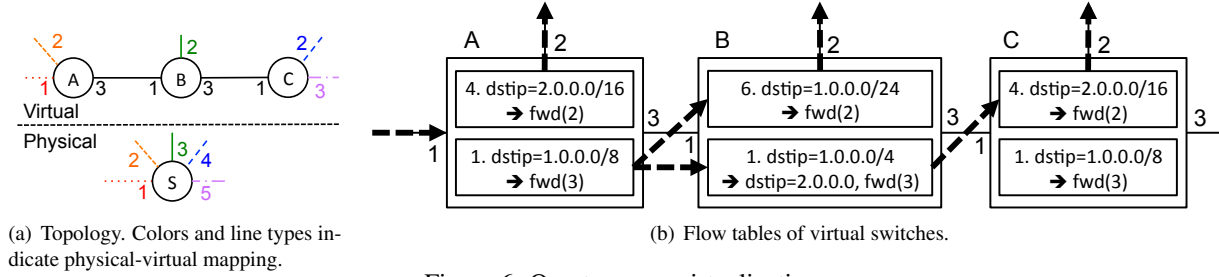 2
1
A
3
2
1
B
3
2
1
C
3
Virtual
Physical
2
3
4
1
S
5
(a) Topology. Colors and line types in-
dicate physical-virtual mapping.
A
2
4. dstip=2.0.0.0/16
➔ fwd(2)
1
1. dstip=1.0.0.0/8
➔ fwd(3)
3
B
2
6. dstip=1.0.0.0/24
➔ fwd(2)
1
1. dstip=1.0.0.0/4
➔ dstip=2.0.0.0, fwd(3)
3
C
2
4. dstip=2.0.0.0/16
➔ fwd(2)
1
1. dstip=1.0.0.0/8
➔ fwd(3)
3
(b) Flow tables of virtual switches.